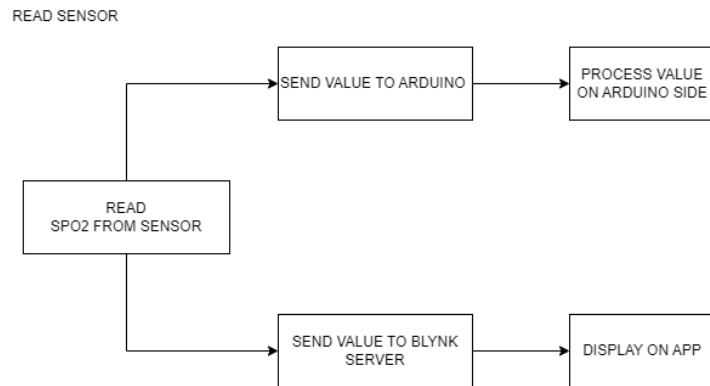 READ SENSOR
SEND VALUE TO ARDUINO
PROCESS VALUE
ON ARDUINO SIDE
READ
SPO2 FROM SENSOR
SEND VALUE TO BLYNK
SERVER
DISPLAY ON APP